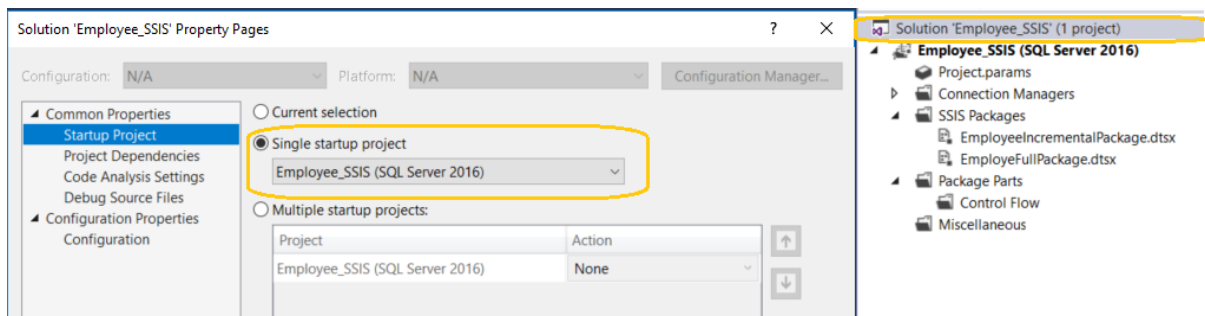 Solution 'Employee_SSIS' Property Pages
?
Configuration: N/A
Platform: N/A
Configuration Manager...
Common Properties
Startup Project
Project Dependencies
Code Analysis Settings
Debug Source Files
Configuration Properties
Configuration
Current selection
Single startup project
Employee_SSIS (SQL Server 2016)
Multiple startup projects:
Project Action
Employee_SSIS (SQL Server 2016) None
Solution 'Employee_SSIS' (1 project)
Employee_SSIS (SQL Server 2016)
Project.params
Connection Managers
SSIS Packages
EmployeeIncrementalPackage.dtsx
EmployeFullPackage.dtsx
Package Parts
Control Flow
Miscellaneous